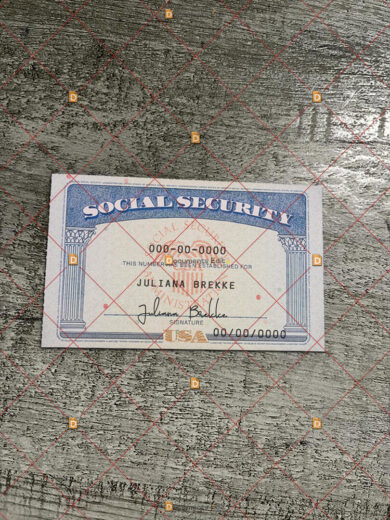 SOCIAL SECURITY
000-00-0000
THIS NUMBER HAS BEEN ESTABLISHED FOR
JULIANA BREKKE
Juliana Brekke
SIGNATURE
USA 00/00/0000